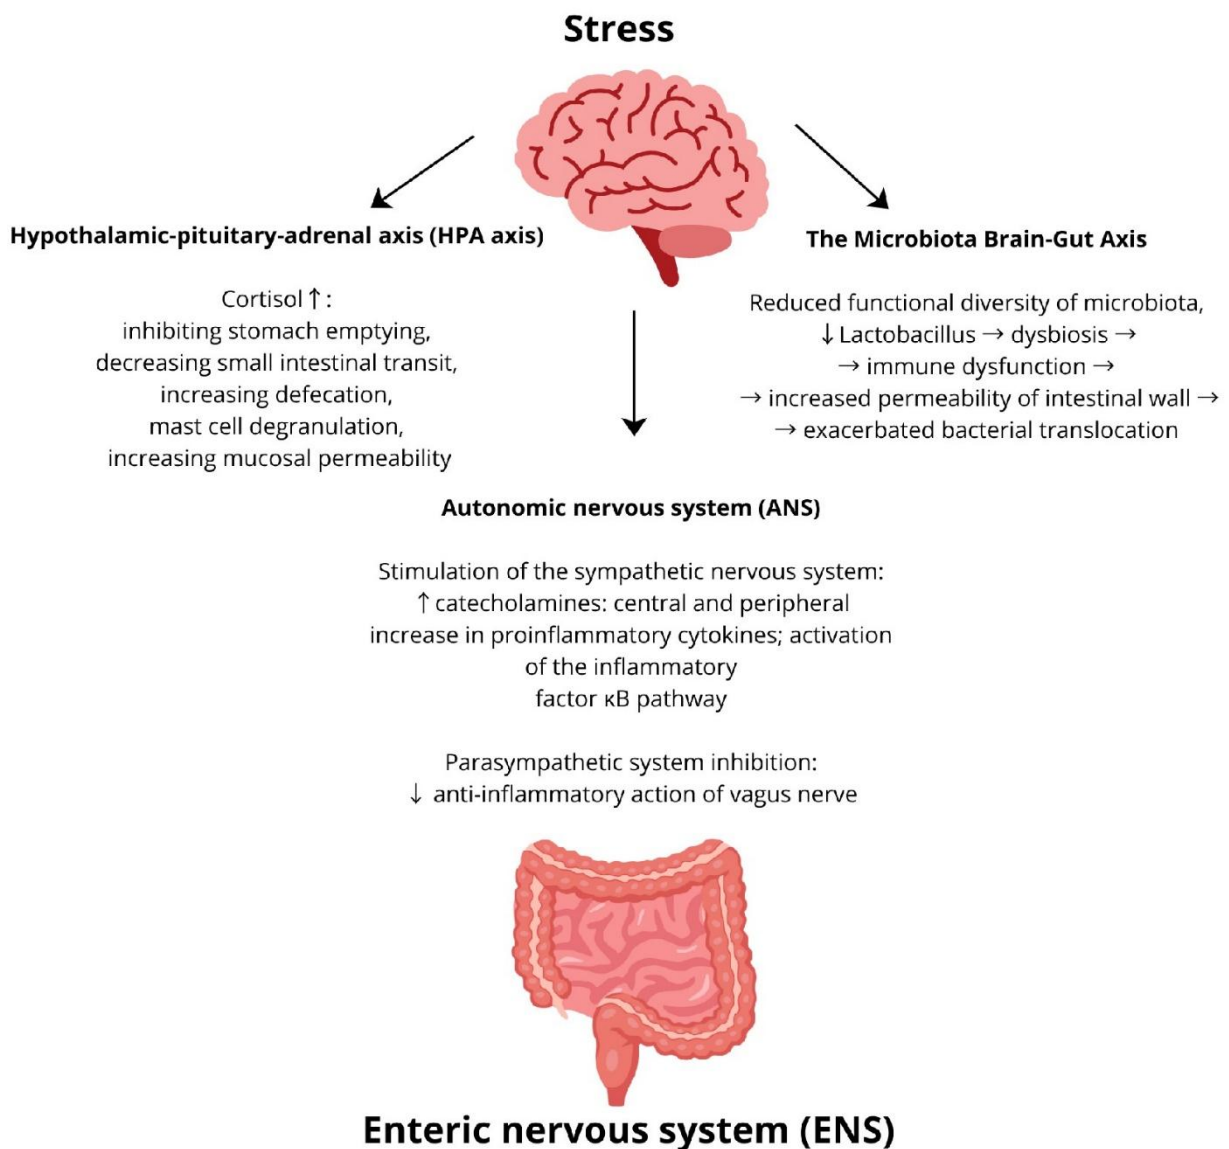 Stress
Hypothalamic-pituitary-adrenal axis (HPA axis)
Cortisol ↑:
inhibiting stomach emptying,
decreasing small intestinal transit,
increasing defecation,
mast cell degranulation,
increasing mucosal permeability
The Microbiota Brain-Gut Axis
Reduced functional diversity of microbiota,
↓ Lactobacillus → dysbiosis →
→ immune dysfunction →
→ increased permeability of intestinal wall →
→ exacerbated bacterial translocation
Autonomic nervous system (ANS)
Stimulation of the sympathetic nervous system:
↑ catecholamines: central and peripheral
increase in proinflammatory cytokines; activation
of the inflammatory
factor κB pathway
Parasympathetic system inhibition:
↓ anti-inflammatory action of vagus nerve
Enteric nervous system (ENS)